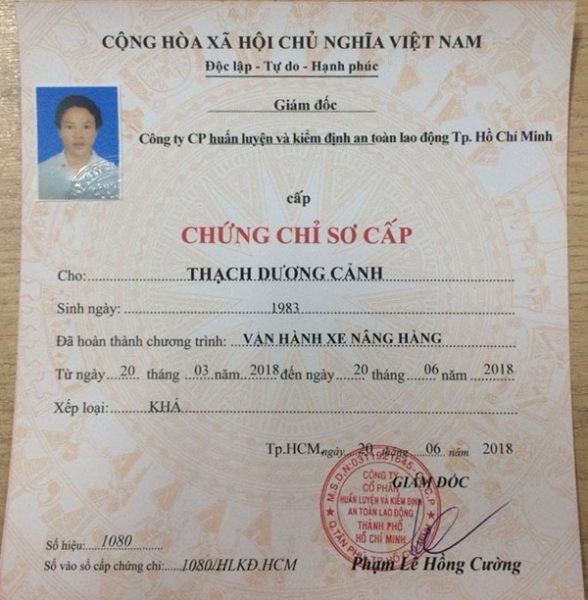 CỘNG HÒA XÃ HỘI CHỦ NGHĨA VIỆT NAM
Độc lập - Tự do - Hạnh phúc
Giám đốc
Công ty CP huấn luyện và kiểm định an toàn lao động Tp. Hồ Chí Minh
cấp
CHỨNG CHỈ SƠ CẤP
Cho: THẠCH DƯƠNG CẢNH
Sinh ngày: 1983
Đã hoàn thành chương trình: VẬN HÀNH XE NÂNG HÀNG
Từ ngày 20 tháng 03 năm 2018 đến ngày 20 tháng 06 năm 2018
Xếp loại: KHÁ
Tp.HCM, ngày 20 tháng 06 năm 2018
GIÁM ĐỐC
M.S.D.N:0311621645-C.T.C.P
CÔNG TY
CỔ PHẦN
HUẤN LUYỆN VÀ KIỂM ĐỊNH
AN TOÀN LAO ĐỘNG
THÀNH PHỐ
HỒ CHÍ MINH
Số hiệu: 1080
Số vào sổ cấp chứng chỉ: 1080/HLKĐ.HCM
Phạm Lê Hồng Cường